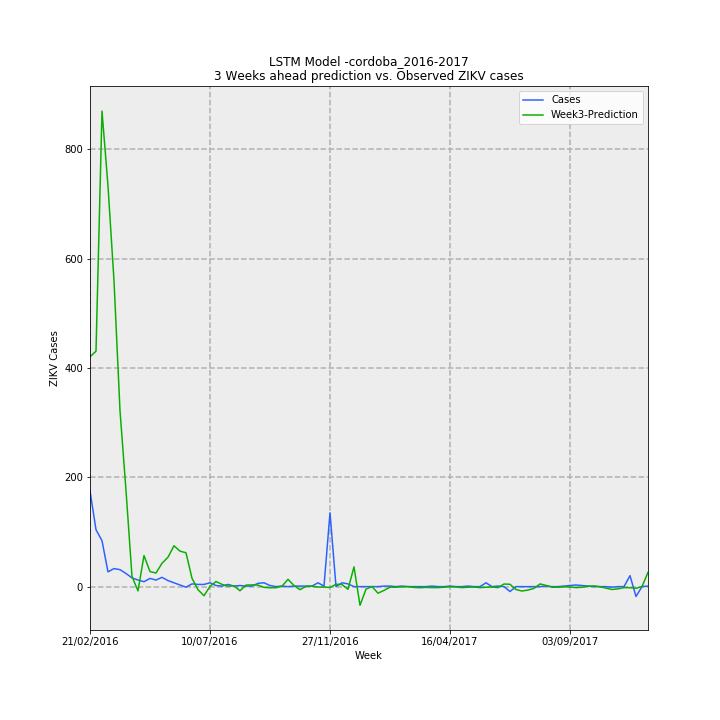 LSTM Model -cordoba_2016-2017
3 Weeks ahead prediction vs. Observed ZIKV cases
Cases
Week3-Prediction
800
600
400
200
0
ZIKV Cases
21/02/2016
10/07/2016
27/11/2016
16/04/2017
03/09/2017
Week